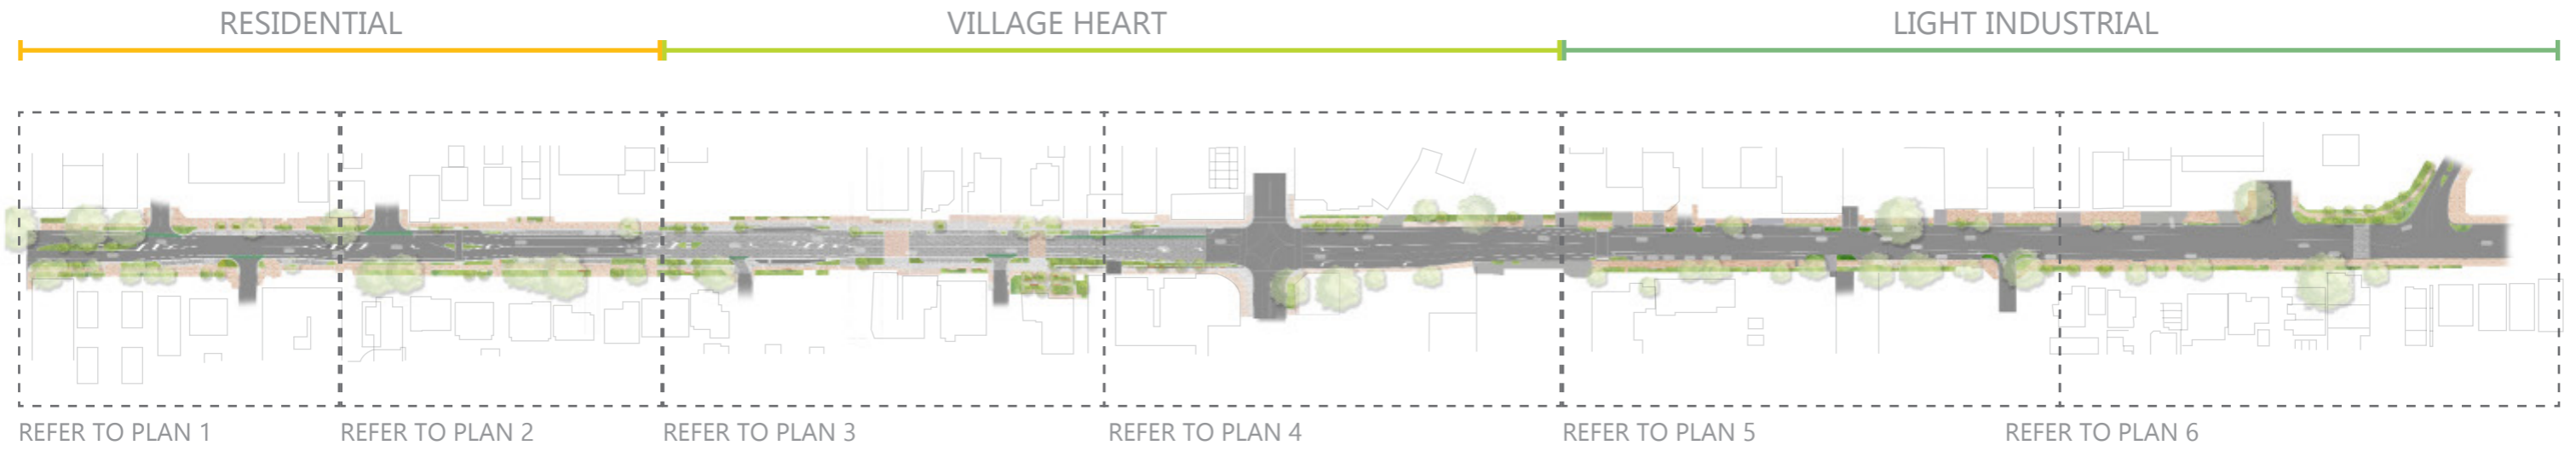 RESIDENTIAL
VILLAGE HEART
LIGHT INDUSTRIAL
REFER TO PLAN 1
REFER TO PLAN 2
REFER TO PLAN 3
REFER TO PLAN 4
REFER TO PLAN 5
REFER TO PLAN 6